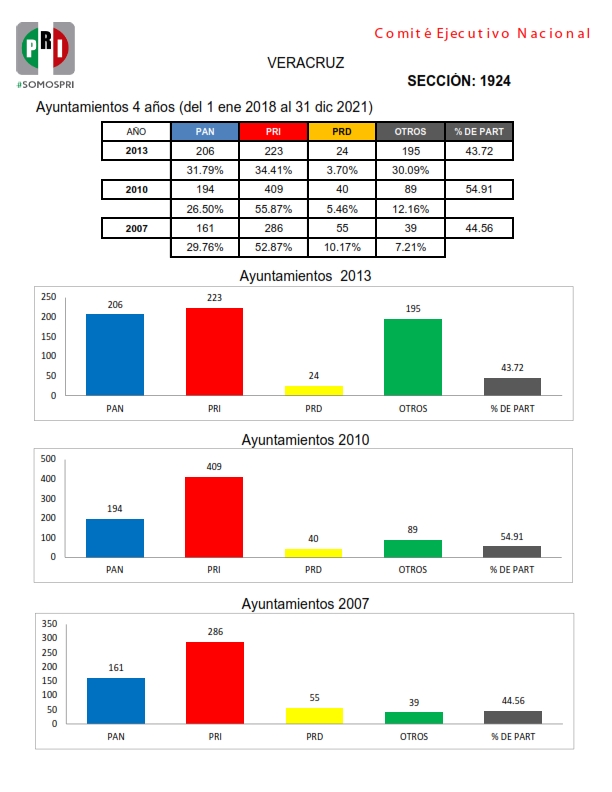 Comité Ejecutivo Nacional
PRI
#SOMOSPRI
VERACRUZ
SECCIÓN: 1924
Ayuntamientos 4 años (del 1 ene 2018 al 31 dic 2021)
AÑO PAN PRI PRD OTROS % DE PART
2013 206 223 24 195 43.72
31.79% 34.41% 3.70% 30.09%
2010 194 409 40 89 54.91
26.50% 55.87% 5.46% 12.16%
2007 161 286 55 39 44.56
29.76% 52.87% 10.17% 7.21%
Ayuntamientos 2013
250
200
150
100
50
0
206 223 24 195 43.72
PAN PRI PRD OTROS % DE PART
Ayuntamientos 2010
500
400
300
200
100
0
194 409 40 89 54.91
PAN PRI PRD OTROS % DE PART
Ayuntamientos 2007
350
300
250
200
150
100
50
0
161 286 55 39 44.56
PAN PRI PRD OTROS % DE PART